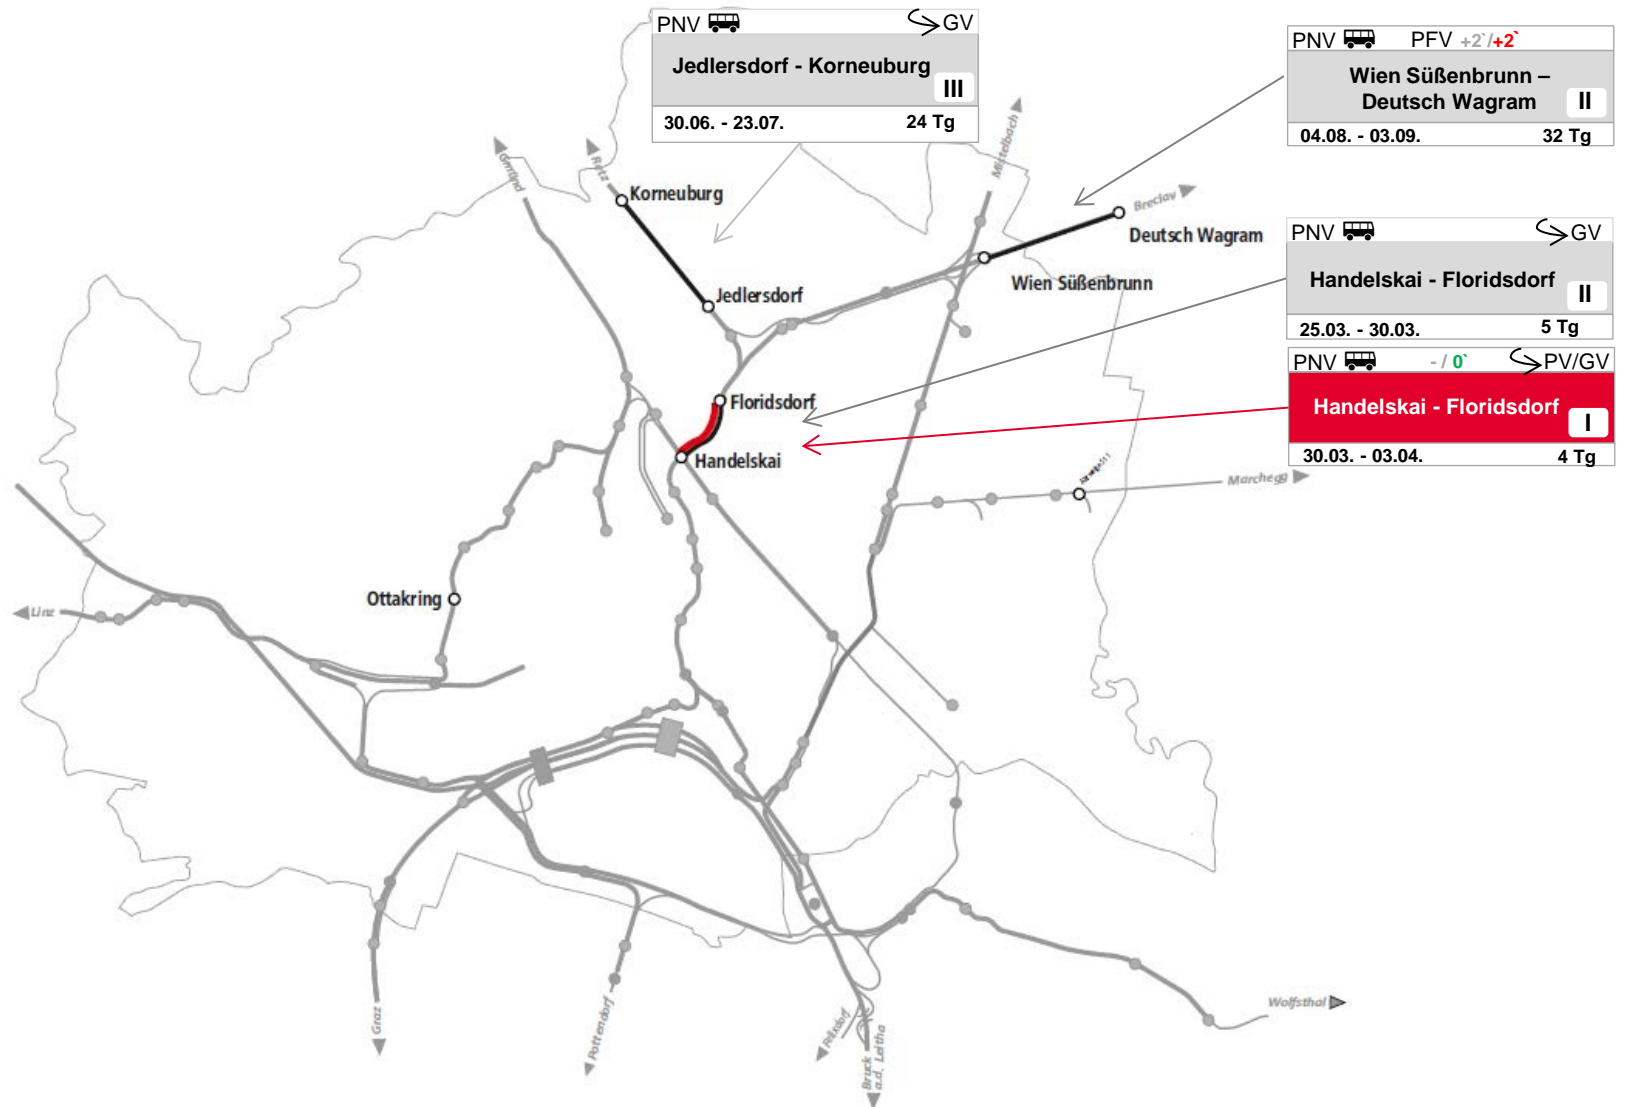 PNV GV
Jedlersdorf - Korneuburg
III
30.06. - 23.07. 24 Tg
PNV PFV +2`/+2`
Wien Süßenbrunn –
Deutsch Wagram II
04.08. - 03.09. 32 Tg
PNV GV
Handelskai - Floridsdorf II
25.03. - 30.03. 5 Tg
PNV - / 0` PV/GV
Handelskai - Floridsdorf I
30.03. - 03.04. 4 Tg
Gmünd
Retz
Mistelbach
Breclav
Korneuburg
Deutsch Wagram
Wien Süßenbrunn
Jedlersdorf
Floridsdorf
Handelskai
Marchegg
Ottakring
Linz
Wolfsthal
Graz
Pottendorf
Felixdorf
Bruck
a.d. Leitha